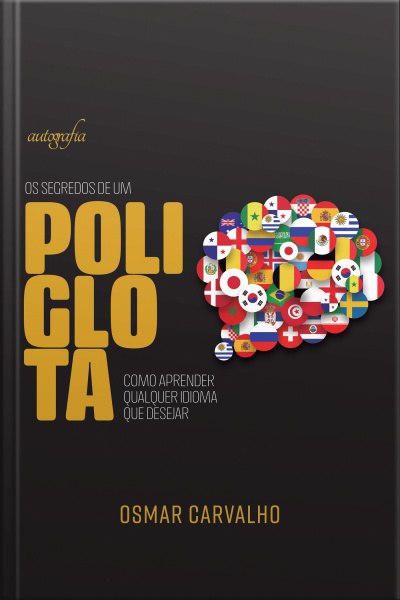 autografia
OS SEGREDOS DE UM
POLI
GLO
TA
COMO APRENDER
QUALQUER IDIOMA
QUE DESEJAR
OSMAR CARVALHO